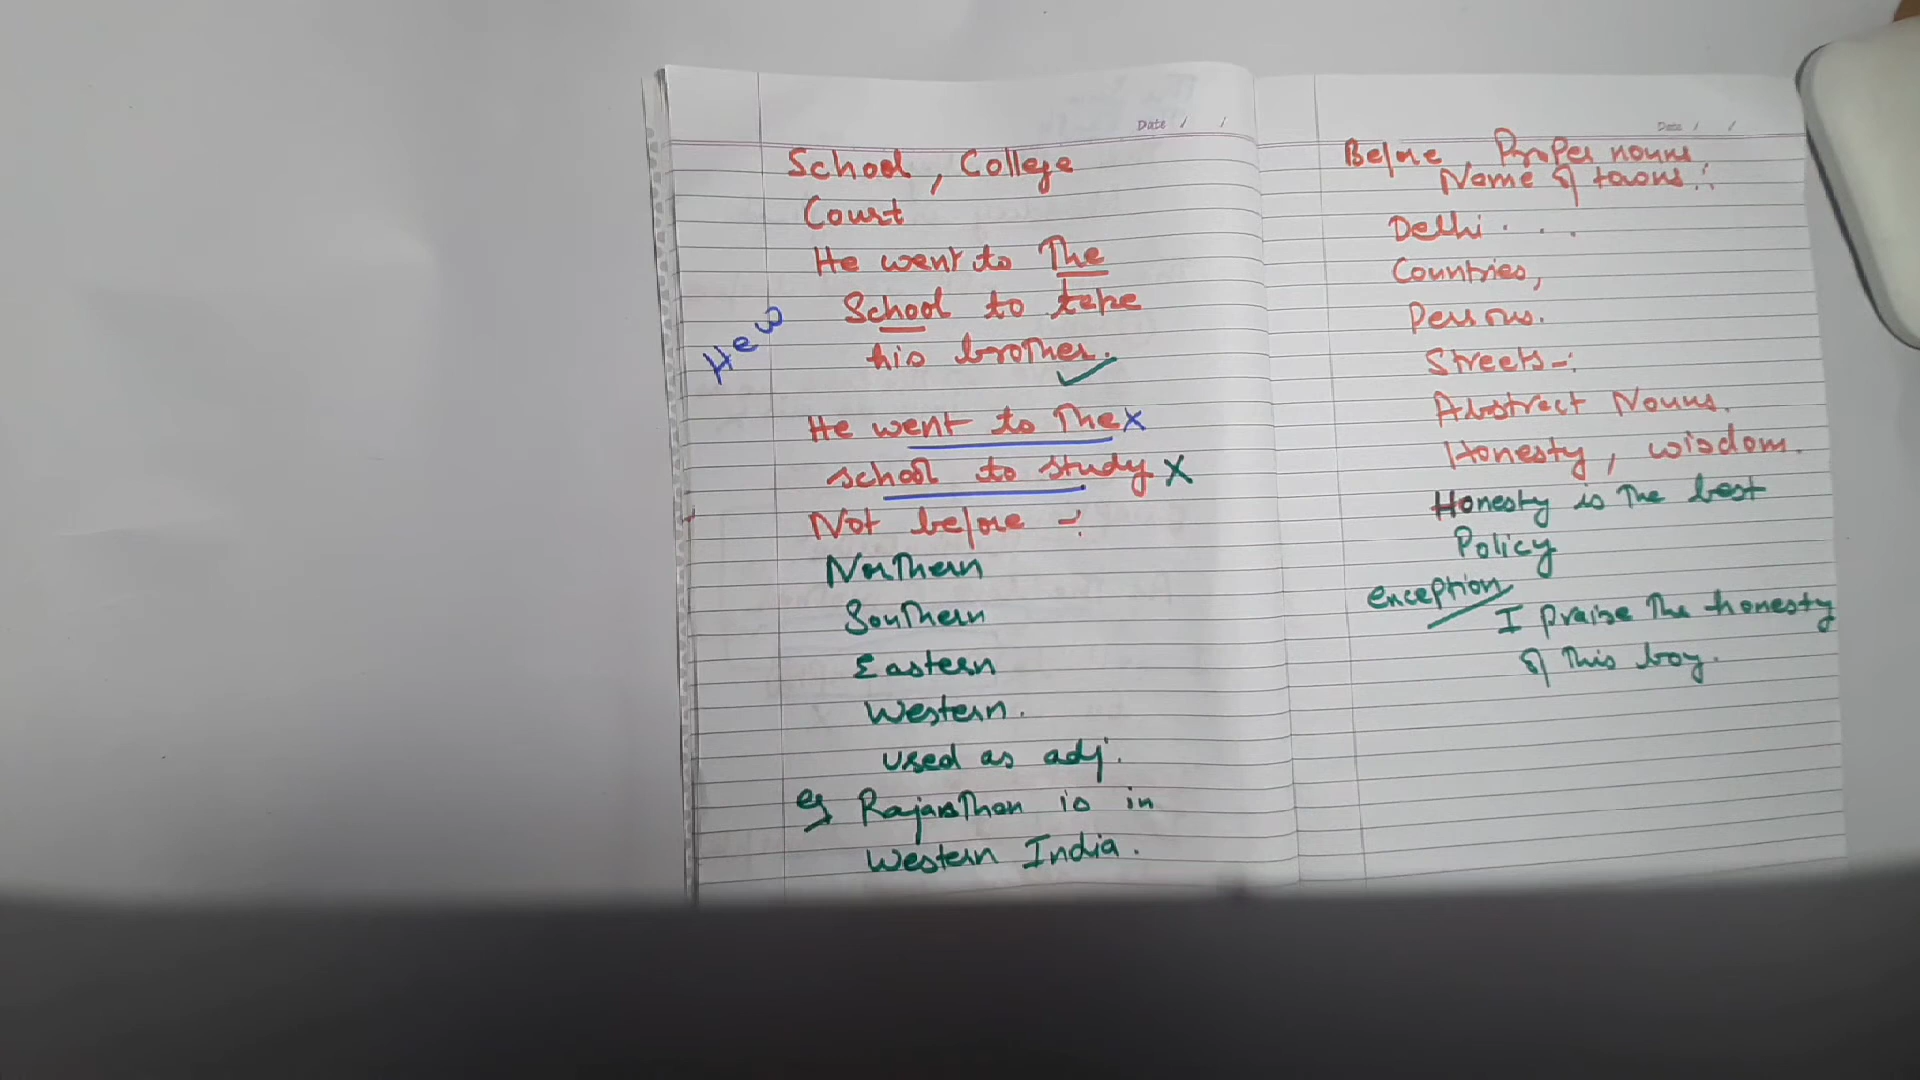 Date / /
School, College
Court
He went to The
School to take
his brother.
He w
He went to The x
school to study x
Not before -:
Northern
Southern
Eastern
Western.
used as adj.
eg Rajasthan is in
Western India.
Date / /
Before, Proper nouns,
Name of towns:
Delhi . . .
Countries,
Persons.
Streets-:
Abstract Nouns.
Honesty, wisdom.
Honesty is The best
Policy
exception
I praise The honesty
of This boy.